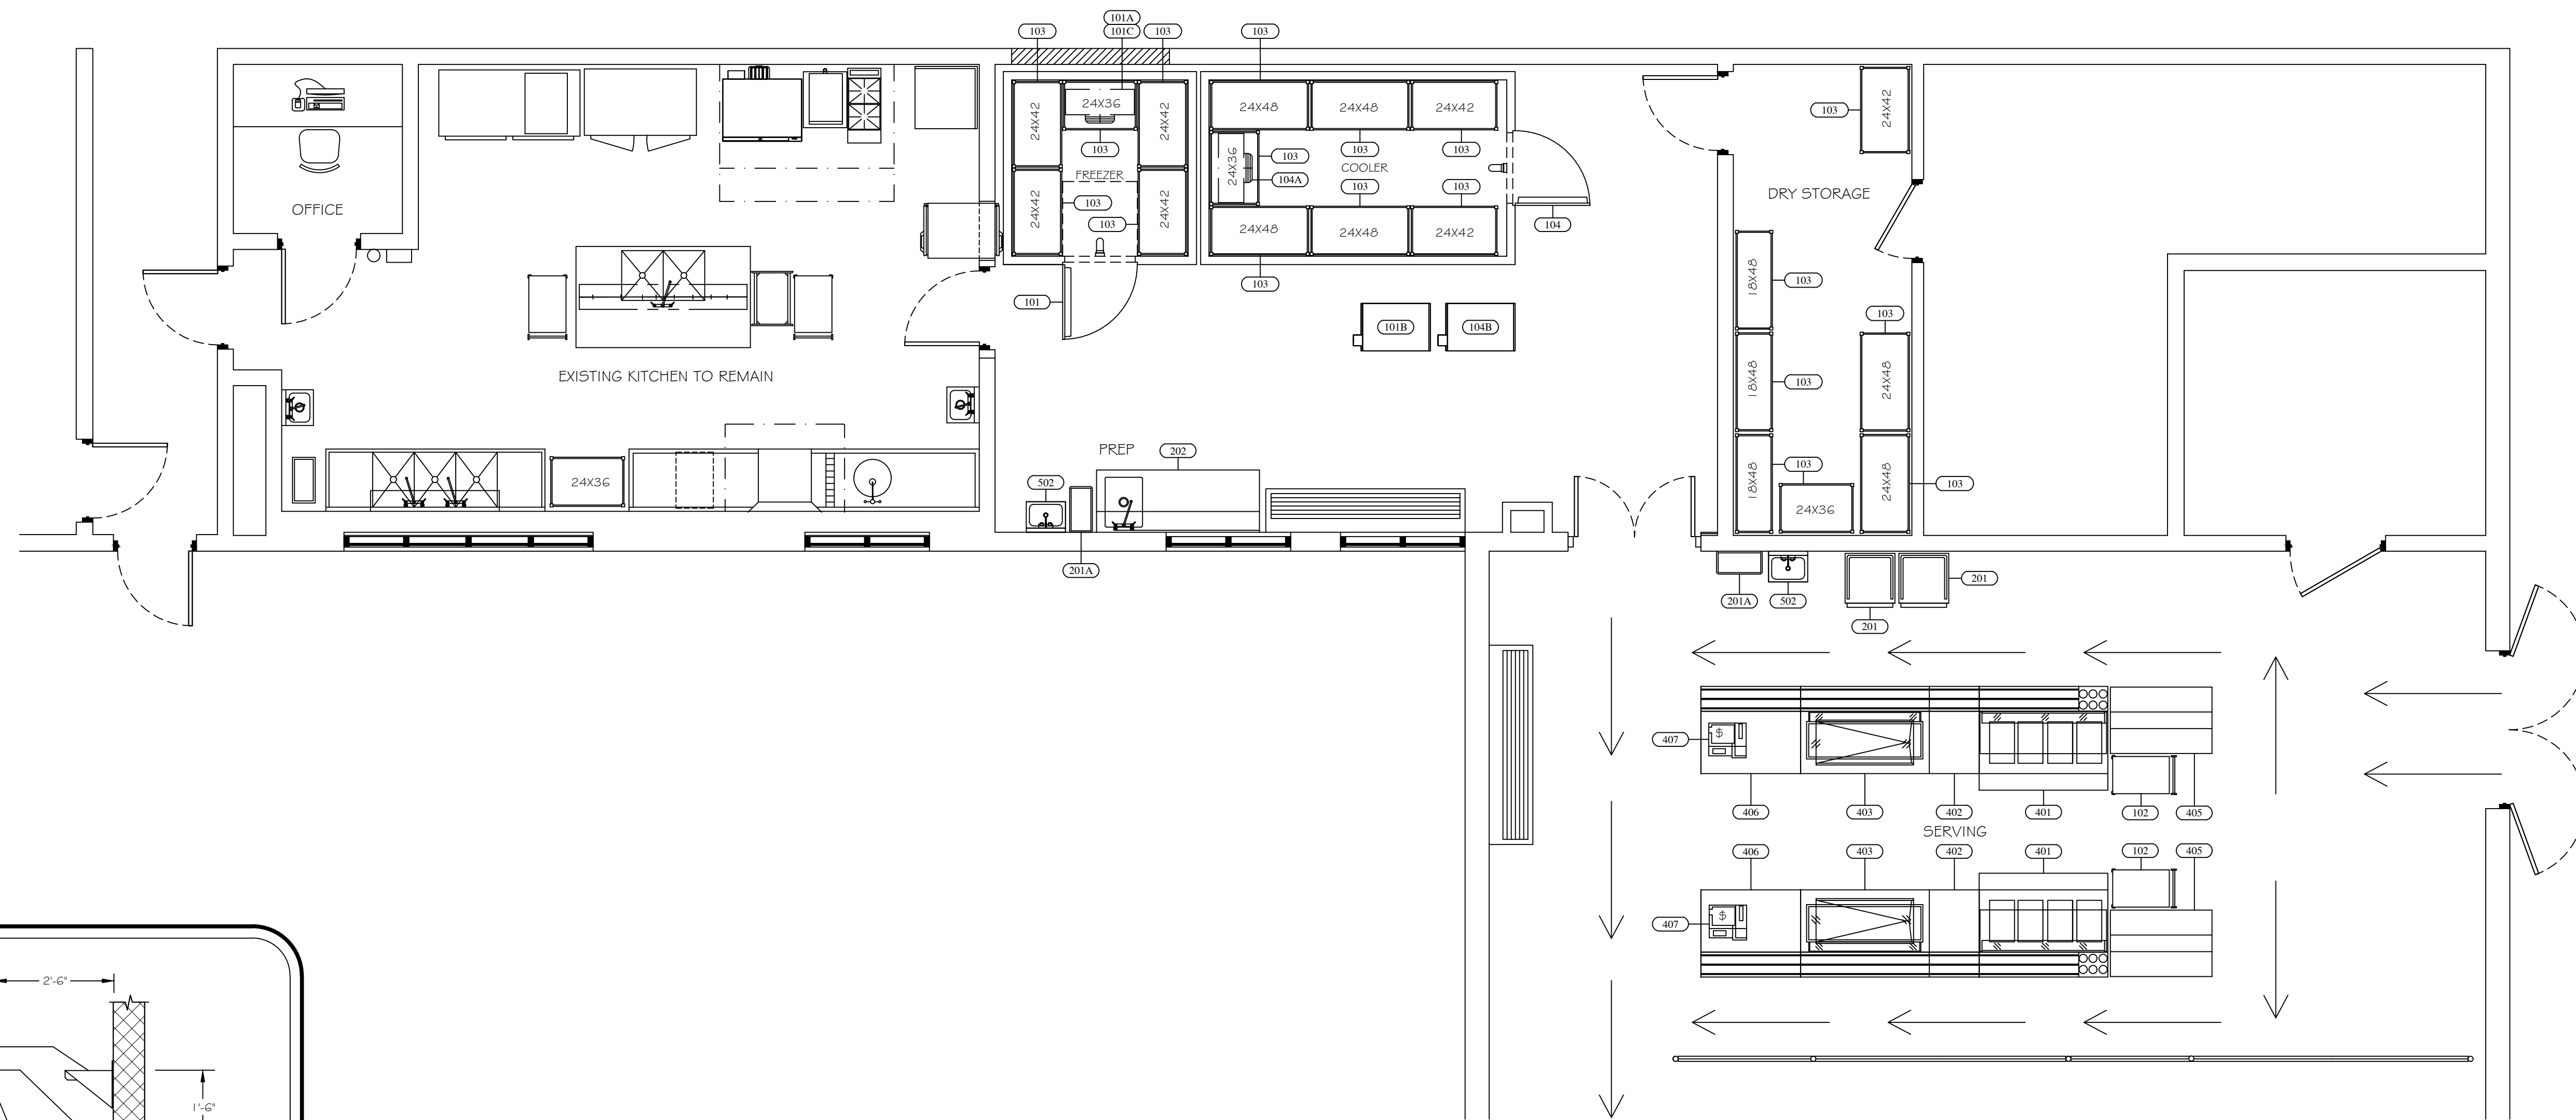 101A
103
101C
103
103
24X42
24X36
24X42
103
FREEZER
24X42
103
103
24X42
101
24X48
24X48
24X42
103
103
103
24X36
104A
COOLER
103
103
24X48
24X48
24X42
103
104
101B
104B
OFFICE
EXISTING KITCHEN TO REMAIN
24X36
PREP
202
502
201A
103
24X42
DRY STORAGE
18X48
103
103
18X48
103
24X48
18X48
103
24X36
24X48
103
201A
502
201
201
407
$
406
403
402
401
102
405
SERVING
406
403
402
401
102
405
407
$
2'-6"
1'-6"